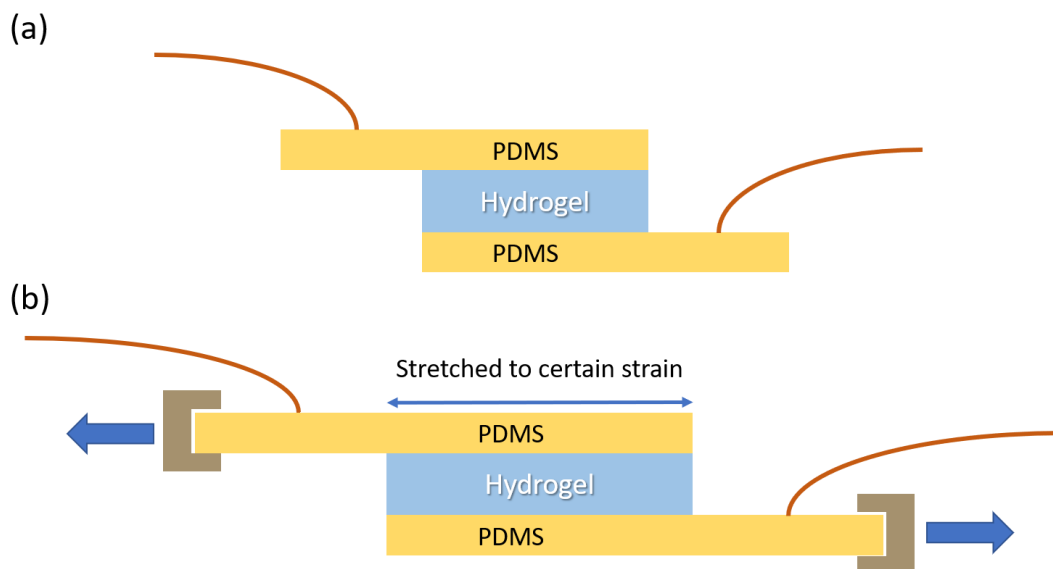 (a)
PDMS
Hydrogel
PDMS
(b)
Stretched to certain strain
PDMS
Hydrogel
PDMS